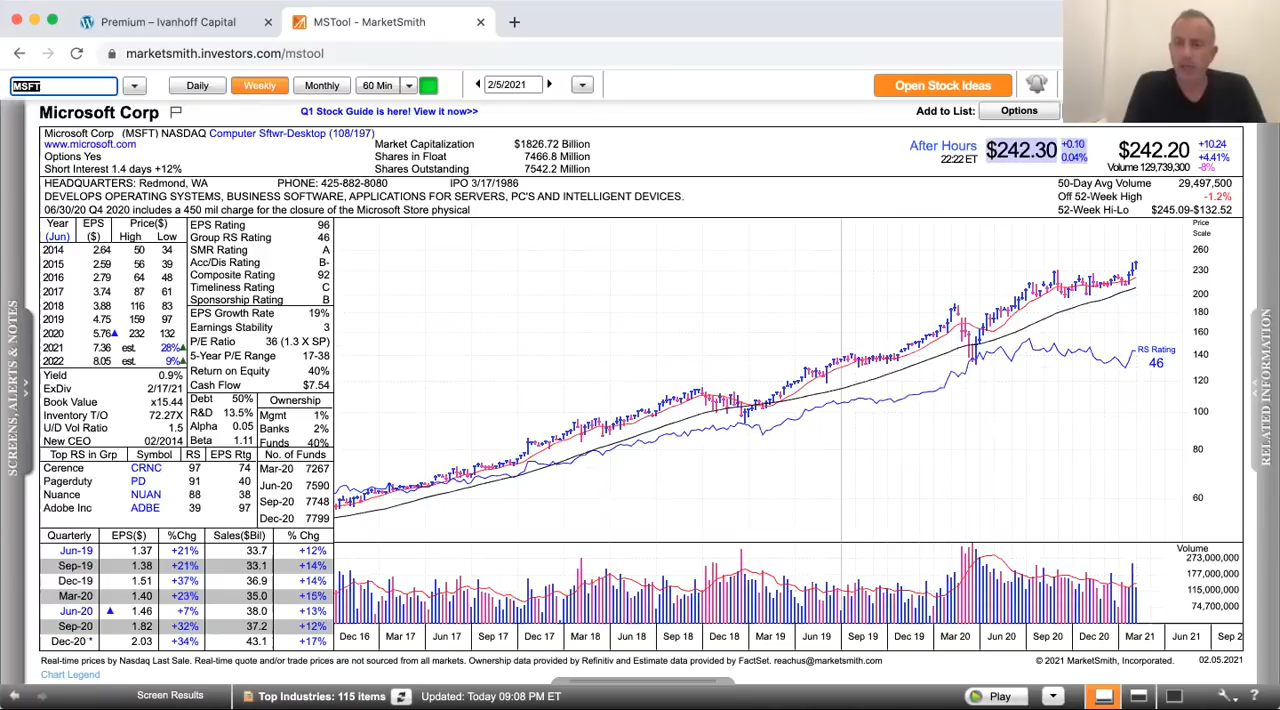 Premium – Ivanhoff Capital
MSTool - MarketSmith
marketsmith.investors.com/mstool
MSFT
Daily
Weekly
Monthly
60 Min
2/5/2021
Open Stock Ideas
Microsoft Corp
Q1 Stock Guide is here! View it now>>
Add to List:
Options
Microsoft Corp (MSFT) NASDAQ Computer Sftwr-Desktop (108/197)
www.microsoft.com
Options Yes
Short Interest 1.4 days +12%
Market Capitalization $1826.72 Billion
Shares in Float 7466.8 Million
Shares Outstanding 7542.2 Million
After Hours $242.30 +0.10
22:22 ET 0.04%
$242.20 +10.24
+4.41%
Volume 129,739,300 -8%
HEADQUARTERS: Redmond, WA PHONE: 425-882-8080 IPO 3/17/1986
DEVELOPS OPERATING SYSTEMS, BUSINESS SOFTWARE, APPLICATIONS FOR SERVERS, PC'S AND INTELLIGENT DEVICES.
06/30/20 Q4 2020 includes a 450 mil charge for the closure of the Microsoft Store physical
50-Day Avg Volume 29,497,500
Off 52-Week High -1.2%
52-Week Hi-Lo $245.09-$132.52
Year EPS Price($)
(Jun) ($) High Low
2014 2.64 50 34
2015 2.59 56 39
2016 2.79 64 48
2017 3.74 87 61
2018 3.88 116 83
2019 4.75 159 97
2020 5.76 232 132
2021 7.36 est. 28%
2022 8.05 est. 9%
Yield 0.9%
ExDiv 2/17/21
Book Value x15.44
Inventory T/O 72.27X
U/D Vol Ratio 1.5
New CEO 02/2014
EPS Rating 96
Group RS Rating 46
SMR Rating A
Acc/Dis Rating B-
Composite Rating 92
Timeliness Rating C
Sponsorship Rating B
EPS Growth Rate 19%
Earnings Stability 3
P/E Ratio 36 (1.3 X SP)
5-Year P/E Range 17-38
Return on Equity 40%
Cash Flow $7.54
Debt 50%
R&D 13.5%
Alpha 0.05
Beta 1.11
Ownership
Mgmt 1%
Banks 2%
Funds 40%
Top RS in Grp Symbol RS EPS Rtg
Cerence CRNC 97 74
Pagerduty PD 91 40
Nuance NUAN 88 38
Adobe Inc ADBE 39 97
No. of Funds
Mar-20 7267
Jun-20 7590
Sep-20 7748
Dec-20 7799
Quarterly EPS($) %Chg Sales($Bil) % Chg
Jun-19 1.37 +21% 33.7 +12%
Sep-19 1.38 +21% 33.1 +14%
Dec-19 1.51 +37% 36.9 +14%
Mar-20 1.40 +23% 35.0 +15%
Jun-20 1.46 +7% 38.0 +13%
Sep-20 1.82 +32% 37.2 +12%
Dec-20 * 2.03 +34% 43.1 +17%
Price
Scale
260
230
200
180
160
140
120
100
80
60
RS Rating
46
Volume
273,000,000
177,000,000
115,000,000
74,700,000
Dec 16 Mar 17 Jun 17 Sep 17 Dec 17 Mar 18 Jun 18 Sep 18 Dec 18 Mar 19 Jun 19 Sep 19 Dec 19 Mar 20 Jun 20 Sep 20 Dec 20 Mar 21 Jun 21 Sep 2
Real-time prices by Nasdaq Last Sale. Real-time quote and/or trade prices are not sourced from all markets. Ownership data provided by Refinitiv and Estimate data provided by FactSet. reachus@marketsmith.com
© 2021 MarketSmith, Incorporated.
02.05.2021
Chart Legend
SCREENS, ALERTS & NOTES
RELATED INFORMATION
Screen Results
Top Industries: 115 items
Updated: Today 09:08 PM ET
Play
?